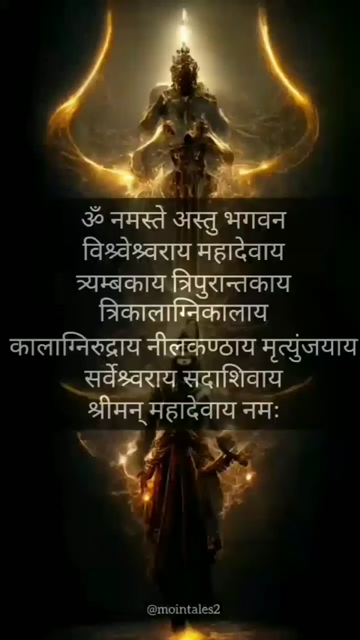 ॐ नमस्ते अस्तु भगवन
विश्र्वेश्र्वराय महादेवाय
त्र्यम्बकाय त्रिपुरान्तकाय
त्रिकालाग्निकालाय
कालाग्निरुद्राय नीलकण्ठाय मृत्युंजयाय
सर्वेश्र्वराय सदाशिवाय
श्रीमन् महादेवाय नमः
@mointales2